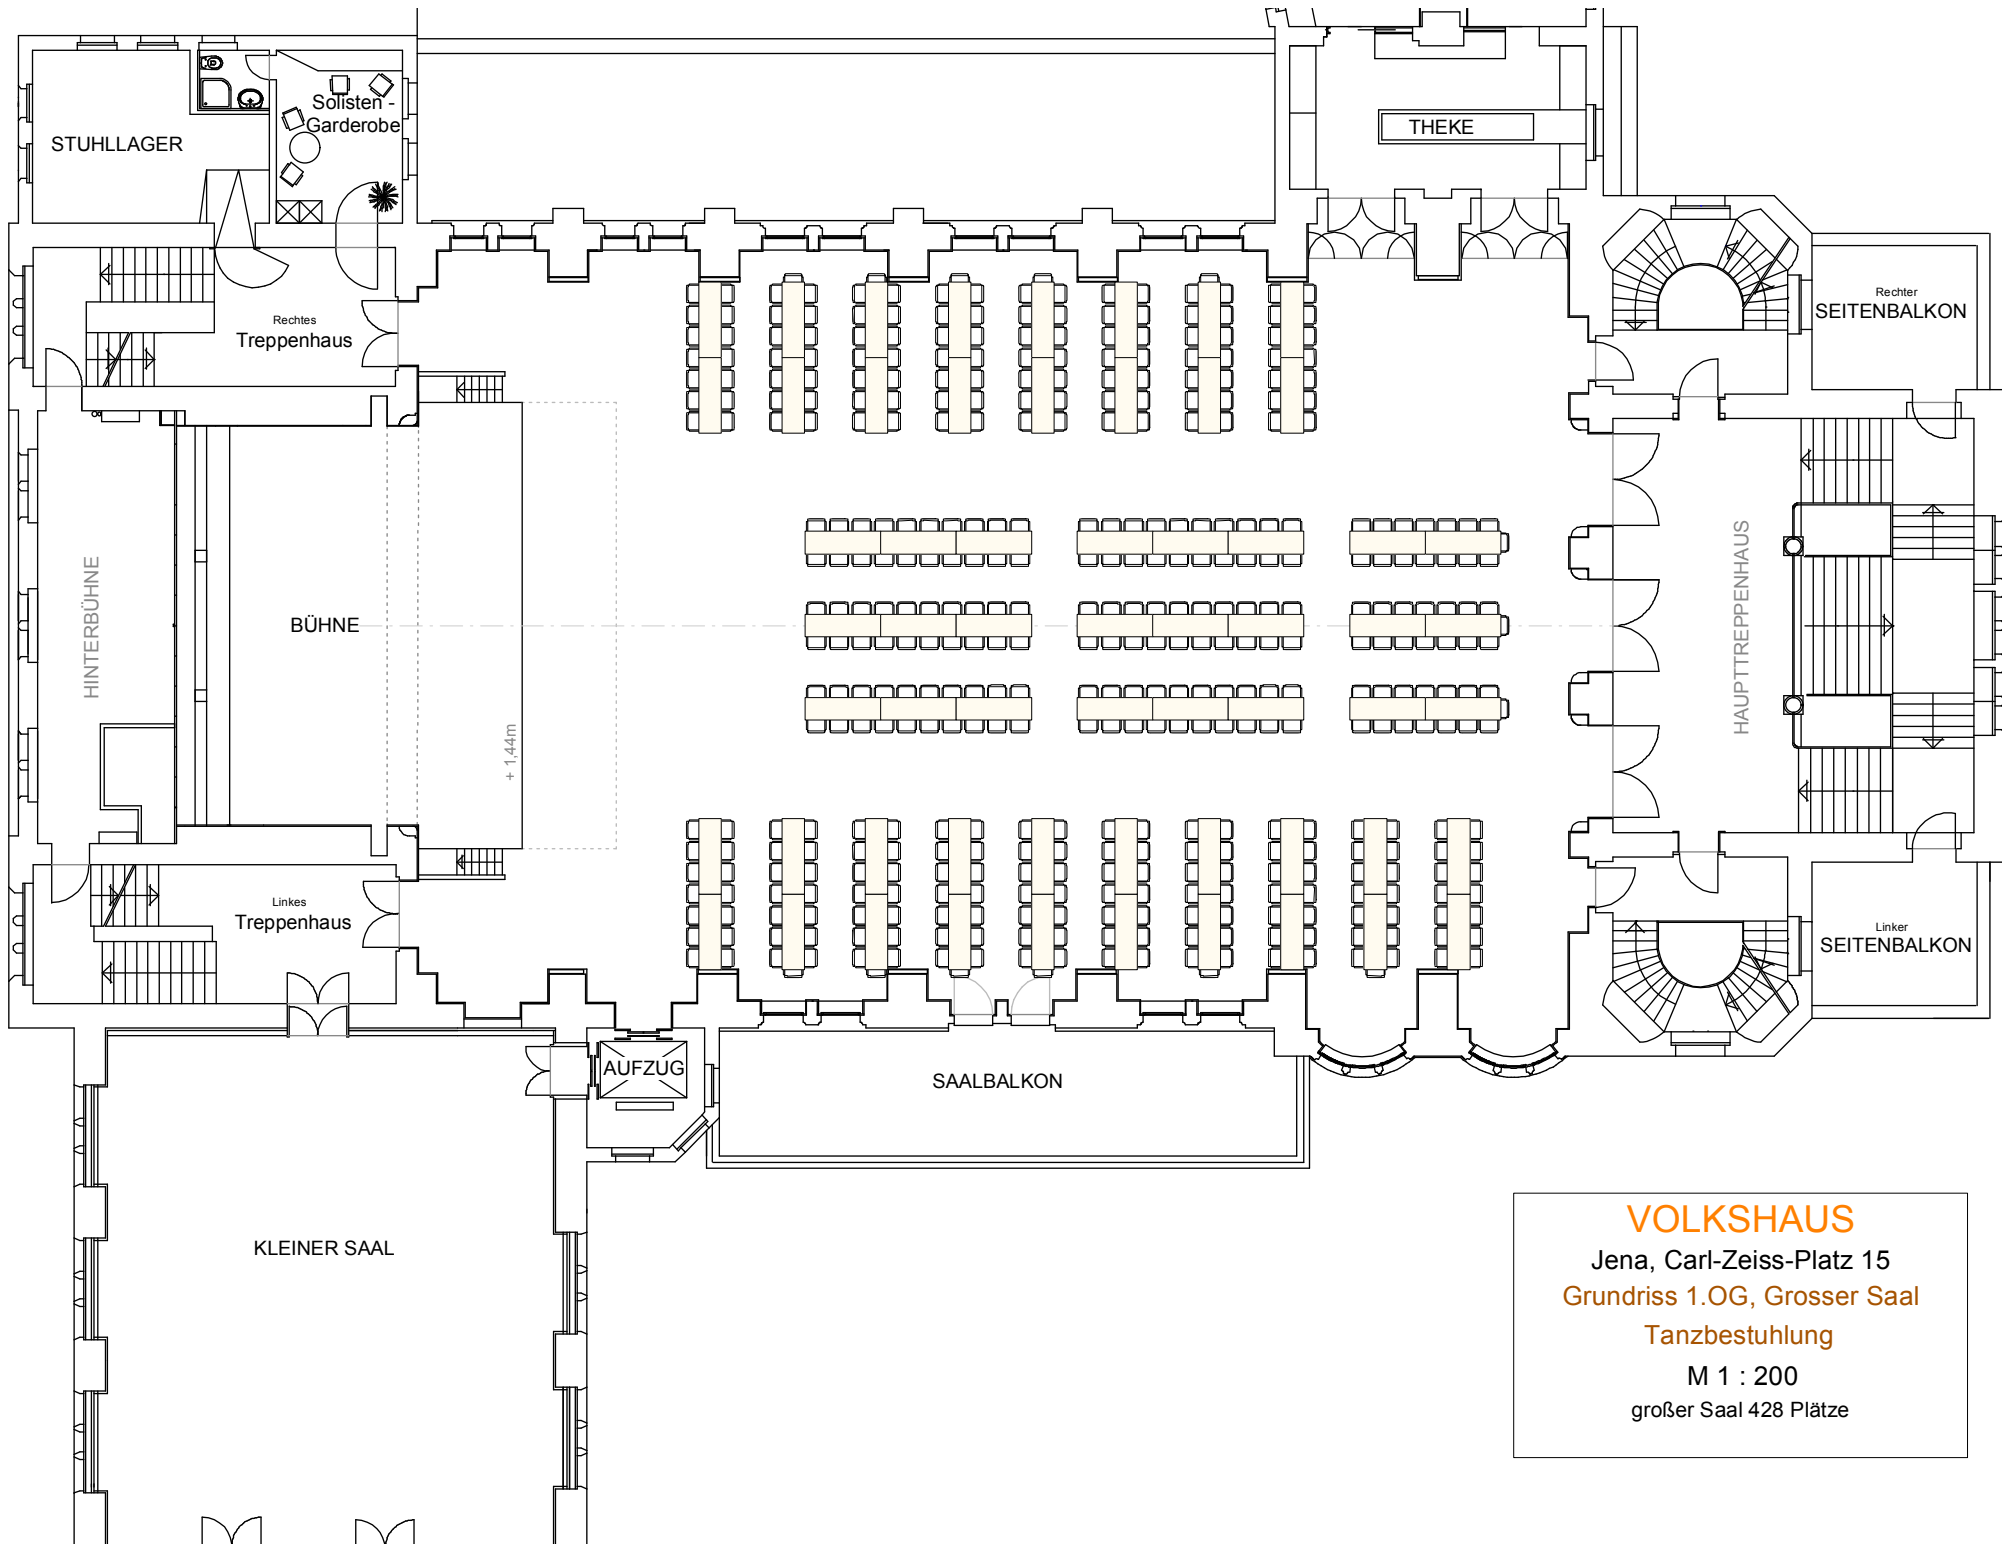 STUHLLAGER
Solisten -
Garderobe
THEKE
Rechtes
Treppenhaus
Rechter
SEITENBALKON
HINTERBÜHNE
BÜHNE
+ 1,44m
HAUPTTREPPENHAUS
Linkes
Treppenhaus
Linker
SEITENBALKON
AUFZUG
SAALBALKON
KLEINER SAAL
VOLKSHAUS
Jena, Carl-Zeiss-Platz 15
Grundriss 1.OG, Grosser Saal
Tanzbestuhlung
M 1 : 200
großer Saal 428 Plätze